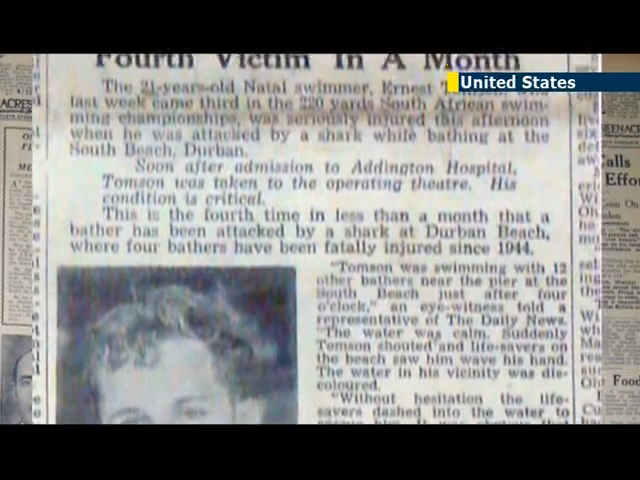 Fourth Victim In A Month
United States
The 21-years-old Natal swimmer, Ernest
last week came third in the 220 yards South African swim-
ming championships, was seriously injured this afternoon
when he was attacked by a shark while bathing at the
South Beach, Durban.
Soon after admission to Addington Hospital,
Tomson was taken to the operating theatre. His
condition is critical.
This is the fourth time in less than a month that a
bather has been attacked by a shark at Durban Beach,
where four bathers have been fatally injured since 1944.
"Tomson was swimming with 12
other bathers near the pier at the
South Beach just after four
o'clock," an eye-witness told a
representative of The Daily News.
"The water was calm. Suddenly
Tomson shouted and life-savers on
the beach saw him wave his hand.
The water in his vicinity was dis-
coloured.
"Without hesitation the life-
savers dashed into the water to
ACRES
GREENACRE
Calls
Effor
Food